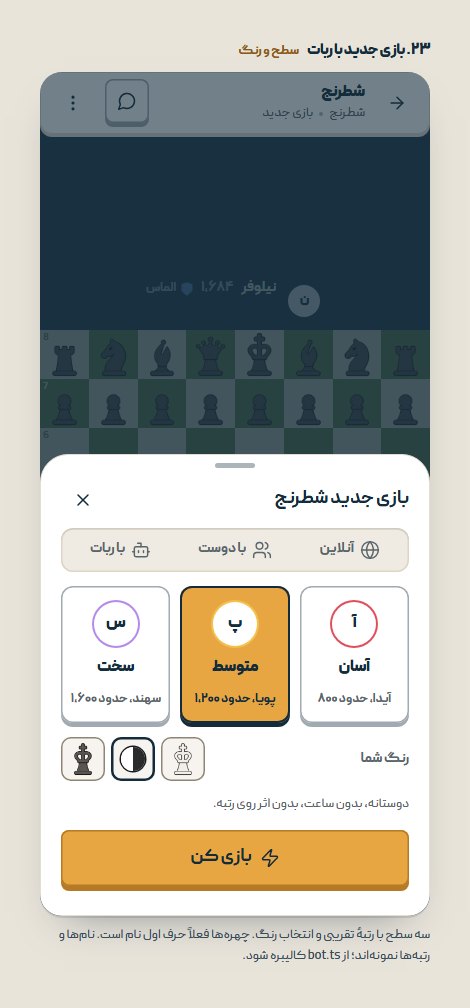 ۲۳. بازی جدید با ربات سطح و رنگ
شطرنج
شطرنج • بازی جدید
نیلوفر ۱,۶۸۴ الماس
ن
8
7
6
بازی جدید شطرنج
آنلاین با دوست با ربات
آ پ س
آسان متوسط سخت
آیدا، حدود ۸۰۰ پویا، حدود ۱,۲۰۰ سهند، حدود ۱,۶۰۰
رنگ شما
دوستانه، بدون ساعت، بدون اثر روی رتبه.
بازی کن
سه سطح با رتبهٔ تقریبی و انتخاب رنگ. چهره‌ها فعلاً حرف اول نام است. نام‌ها و
رتبه‌ها نمونه‌اند؛ از bot.ts کالیبره شود.